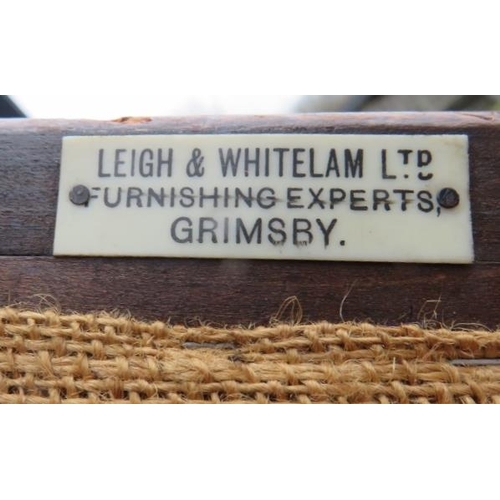 LEIGH & WHITELAM LTD
FURNISHING EXPERTS,
GRIMSBY.